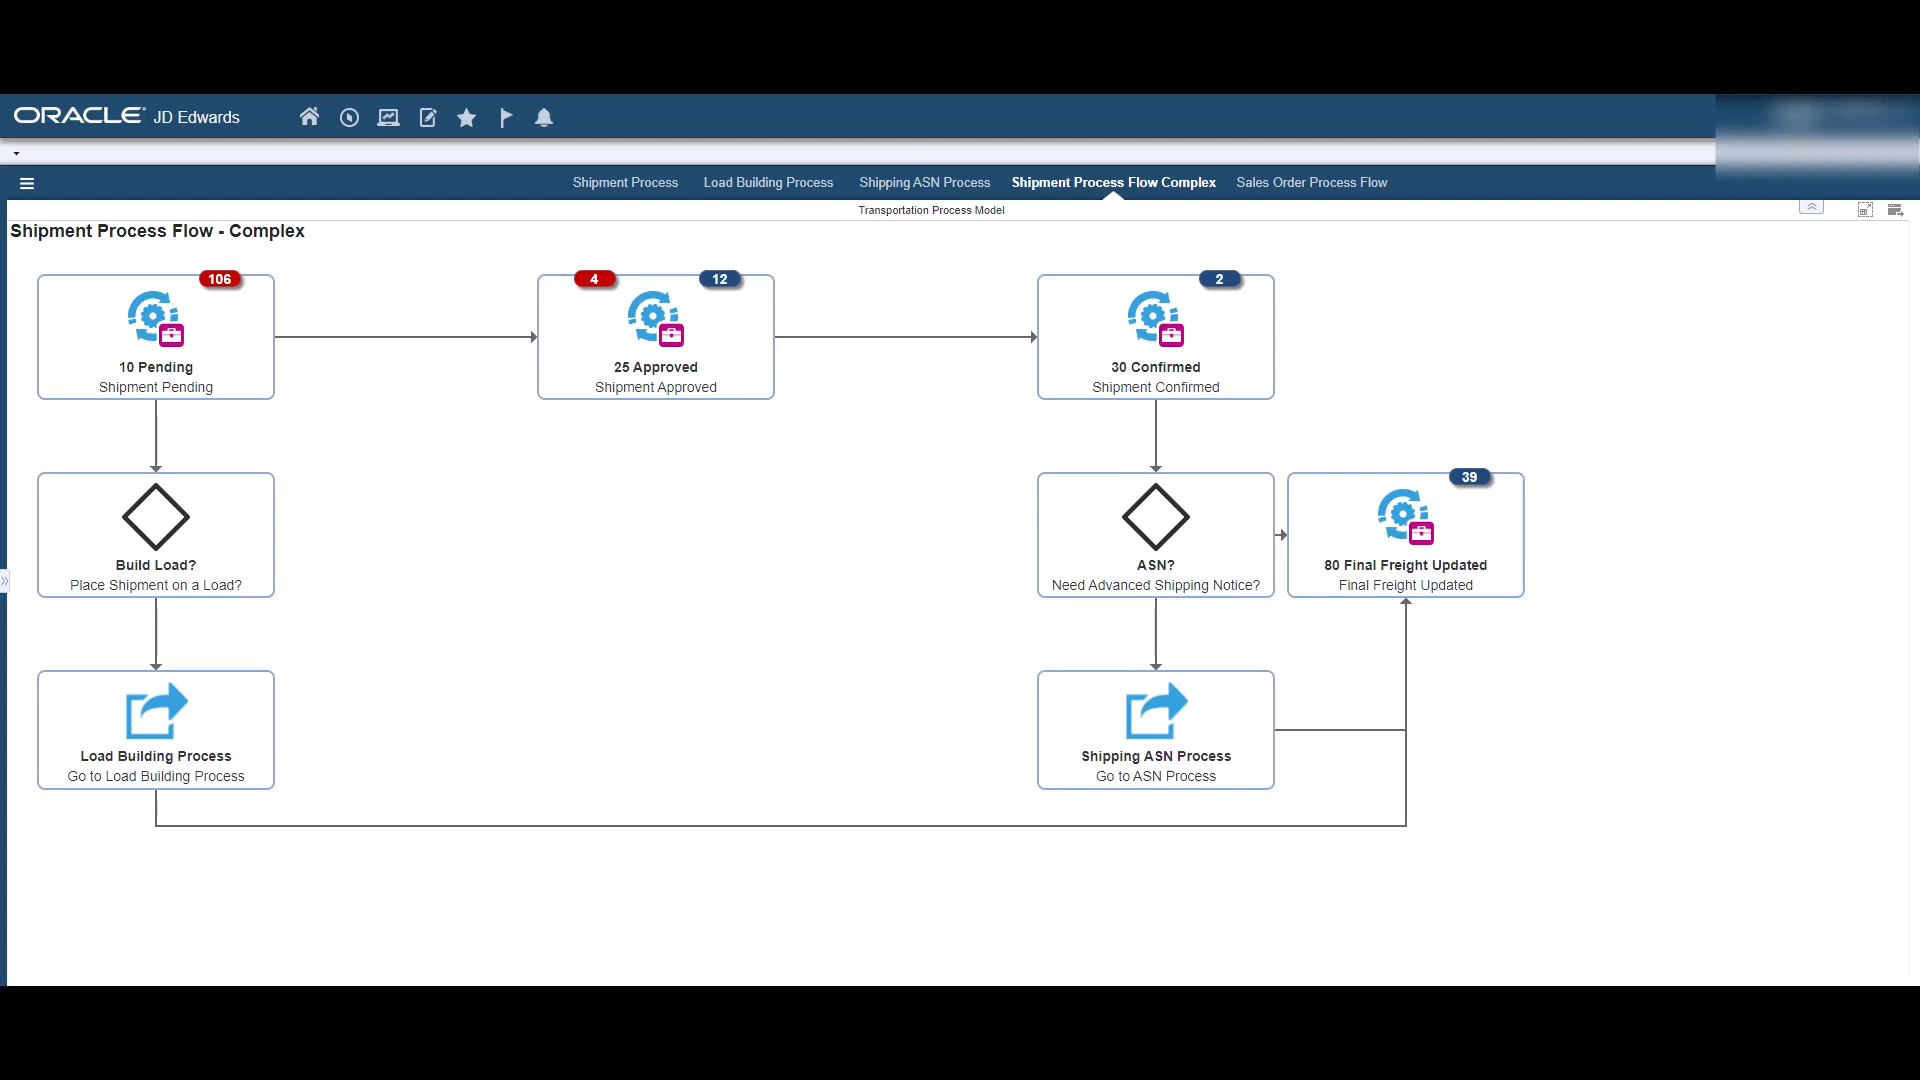 ORACLE JD Edwards
Shipment Process Load Building Process Shipping ASN Process Shipment Process Flow Complex Sales Order Process Flow
Transportation Process Model
Shipment Process Flow - Complex
106
10 Pending
Shipment Pending
4 12
25 Approved
Shipment Approved
2
30 Confirmed
Shipment Confirmed
Build Load?
Place Shipment on a Load?
ASN?
Need Advanced Shipping Notice?
39
80 Final Freight Updated
Final Freight Updated
Load Building Process
Go to Load Building Process
Shipping ASN Process
Go to ASN Process